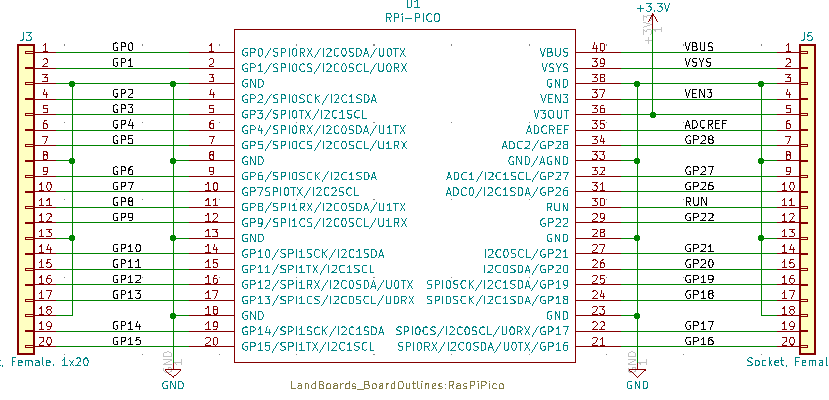 U1
RPi-PICO
+3.3V
+3V3
1
J3
J5
1 GP0 1 GP0/SPI0RX/I2C0SDA/U0TX VBUS 40 VBUS 1
2 GP1 2 GP1/SPI0CS/I2C0SCL/U0RX VSYS 39 VSYS 2
3 3 GND GND 38 3
4 GP2 4 GP2/SPI0SCK/I2C1SDA VEN3 37 VEN3 4
5 GP3 5 GP3/SPI0TX/I2C1SCL V3OUT 36 5
6 GP4 6 GP4/SPI0RX/I2C0SDA/U1TX ADCREF 35 ADCREF 6
7 GP5 7 GP5/SPI0CS/I2C0SCL/U1RX ADC2/GP28 34 GP28 7
8 8 GND GND/AGND 33 8
9 GP6 9 GP6/SPI0SCK/I2C1SDA ADC1/I2C1SCL/GP27 32 GP27 9
10 GP7 10 GP7SPI0TX/I2C2SCL ADC0/I2C1SDA/GP26 31 GP26 10
11 GP8 11 GP8/SPI1RX/I2C0SDA/U1TX RUN 30 RUN 11
12 GP9 12 GP9/SPI1CS/I2C0SCL/U1RX GP22 29 GP22 12
13 13 GND GND 28 13
14 GP10 14 GP10/SPI1SCK/I2C1SDA I2C0SCL/GP21 27 GP21 14
15 GP11 15 GP11/SPI1TX/I2C1SCL I2C0SDA/GP20 26 GP20 15
16 GP12 16 GP12/SPI1RX/I2C0SDA/U0TX SPI0SCK/I2C1SCL/GP19 25 GP19 16
17 GP13 17 GP13/SPI1CS/I2C0SCL/U0RX SPI0SCK/I2C1SDA/GP18 24 GP18 17
18 18 GND GND 23 18
19 GP14 19 GP14/SPI1SCK/I2C1SDA SPI0CS/I2C0SCL/U0RX/GP17 22 GP17 19
20 GP15 20 GP15/SPI1TX/I2C1SCL SPI0RX/I2C0SDA/U0TX/GP16 21 GP16 20
t, Female, 1x20 GND 1 GND 1 Socket, Femal
GND LandBoards_BoardOutlines:RasPiPico GND